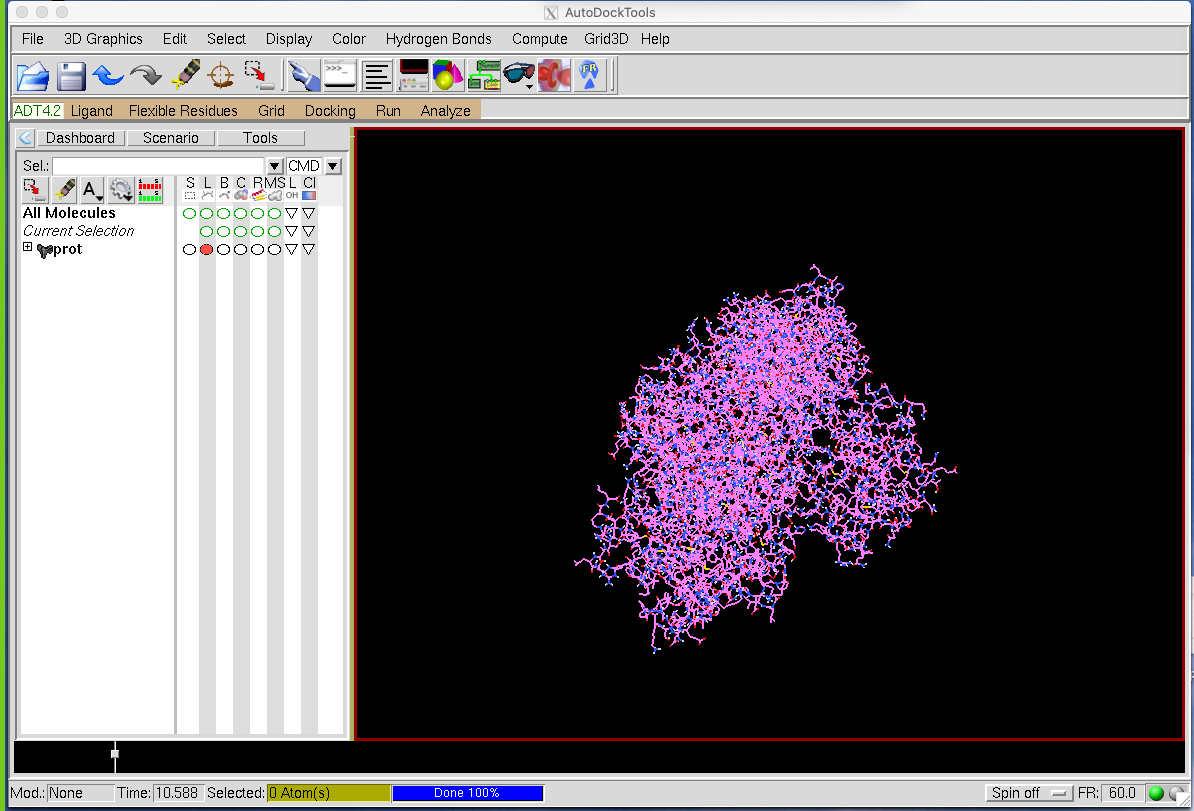 AutoDockTools
File 3D Graphics Edit Select Display Color Hydrogen Bonds Compute Grid3D Help
>>>_
FR
ADT4.2 Ligand Flexible Residues Grid Docking Run Analyze
Dashboard Scenario Tools
Sel.: CMD
A S L B C R MS L Cl
OH
All Molecules
Current Selection
prot
Mod.: None Time: 10.588 Selected: 0 Atom(s) Done 100% Spin off FR: 60.0